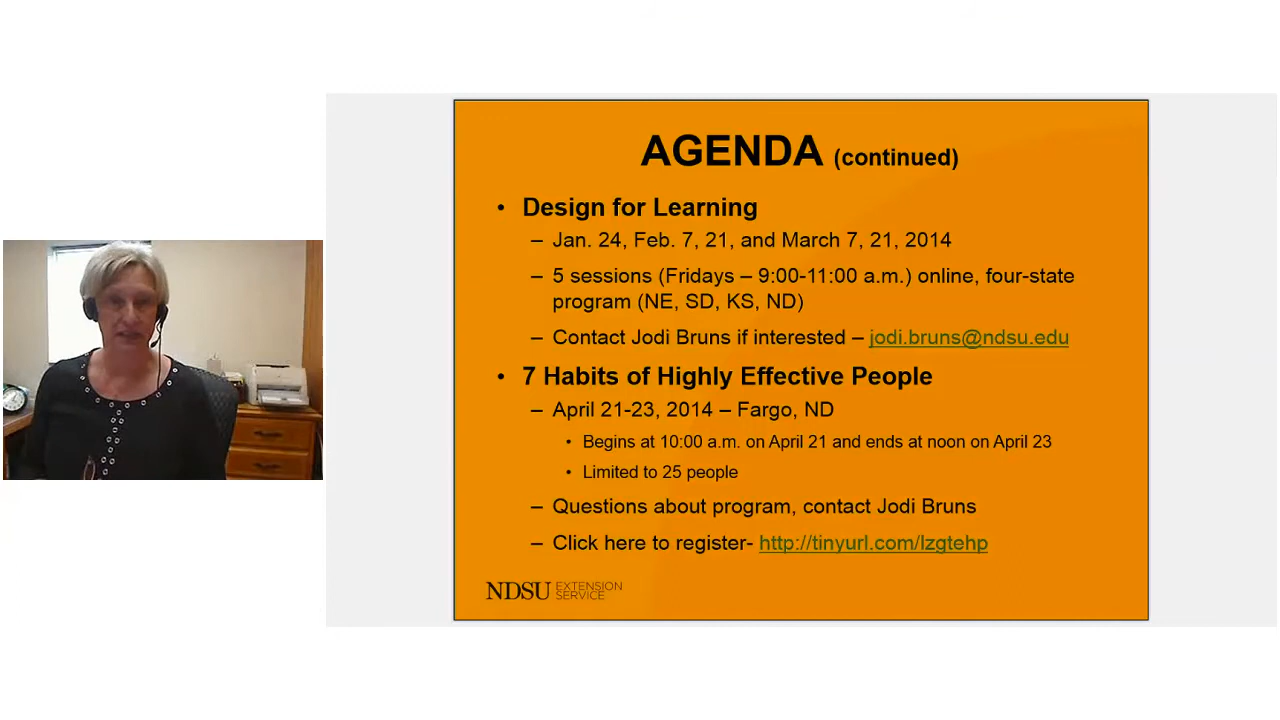 AGENDA (continued)
• Design for Learning
– Jan. 24, Feb. 7, 21, and March 7, 21, 2014
– 5 sessions (Fridays – 9:00-11:00 a.m.) online, four-state
program (NE, SD, KS, ND)
– Contact Jodi Bruns if interested – jodi.bruns@ndsu.edu
• 7 Habits of Highly Effective People
– April 21-23, 2014 – Fargo, ND
• Begins at 10:00 a.m. on April 21 and ends at noon on April 23
• Limited to 25 people
– Questions about program, contact Jodi Bruns
– Click here to register- http://tinyurl.com/lzgtehp
NDSU EXTENSION
SERVICE